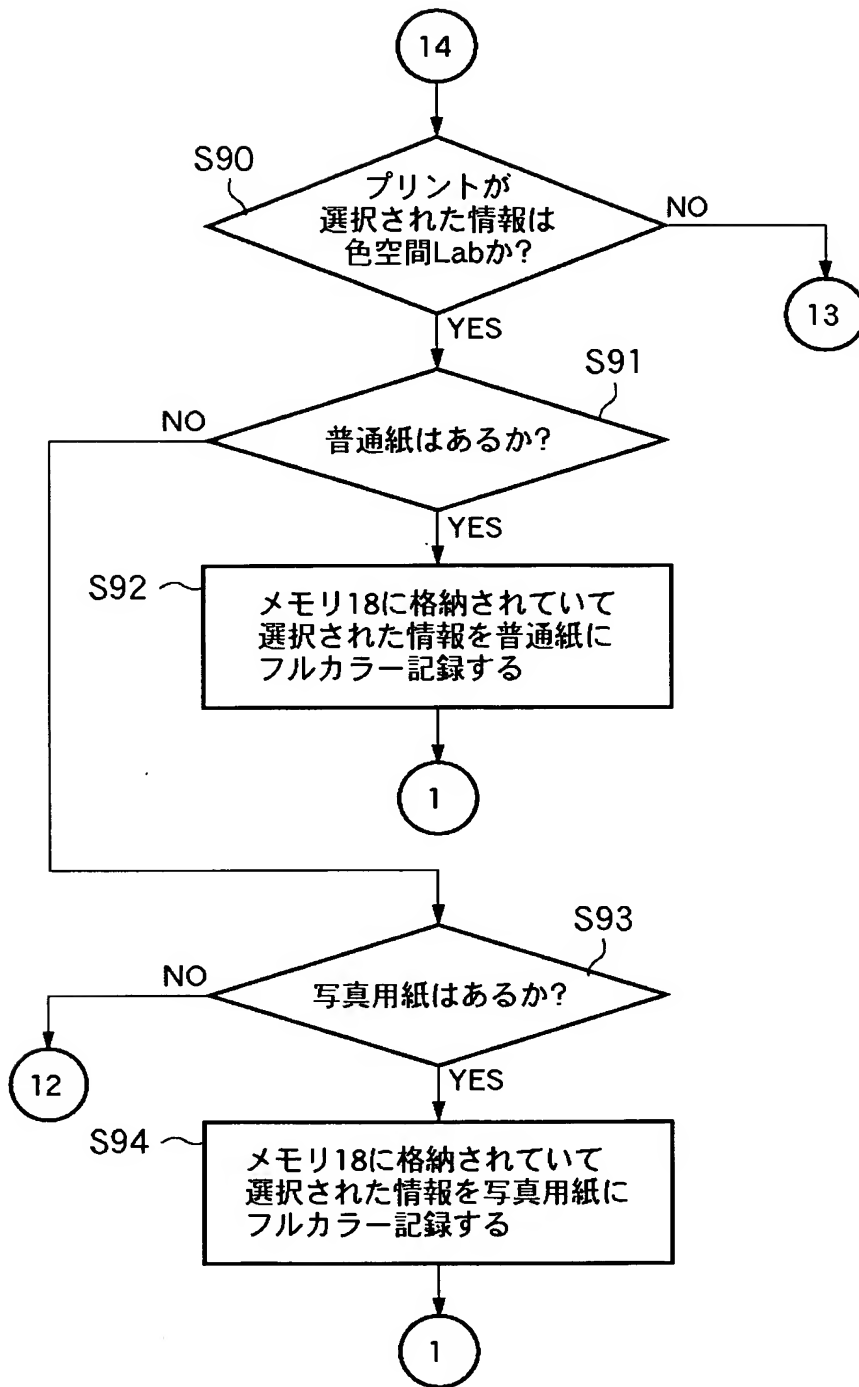 14
S90
プリントが
選択された情報は
色空間Labか?
NO
13
YES
S91
NO
普通紙はあるか?
YES
S92
メモリ18に格納されていて
選択された情報を普通紙に
フルカラー記録する
1
S93
NO
写真用紙はあるか?
12
YES
S94
メモリ18に格納されていて
選択された情報を写真用紙に
フルカラー記録する
1